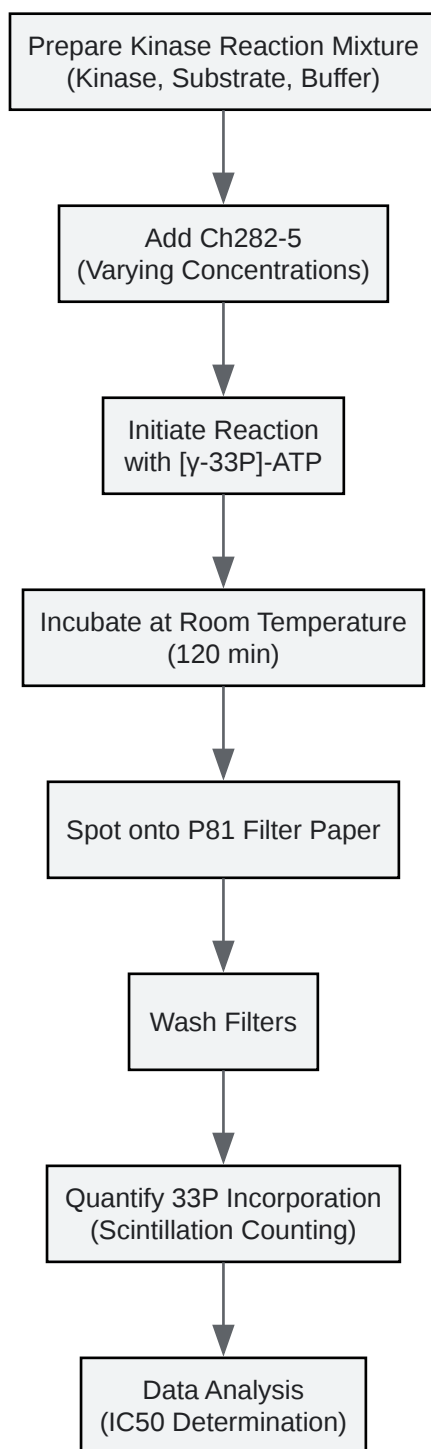 Prepare Kinase Reaction Mixture
(Kinase, Substrate, Buffer)
Add Ch282-5
(Varying Concentrations)
Initiate Reaction
with [γ-33P]-ATP
Incubate at Room Temperature
(120 min)
Spot onto P81 Filter Paper
Wash Filters
Quantify 33P Incorporation
(Scintillation Counting)
Data Analysis
(IC50 Determination)